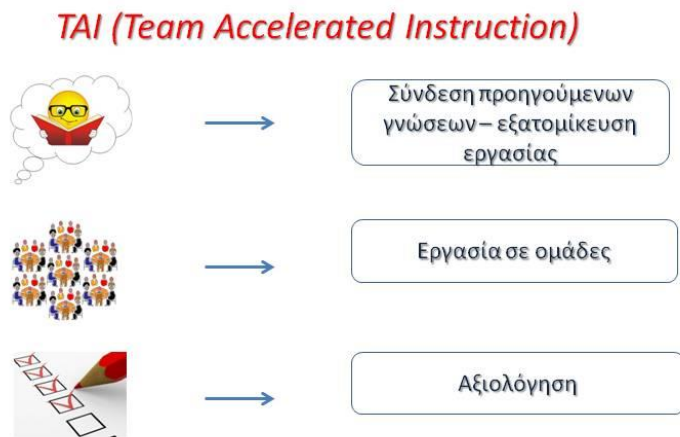 TAI (Team Accelerated Instruction)
Σύνδεση προηγούμενων
γνώσεων – εξατομίκευση
εργασίας
Εργασία σε ομάδες
Αξιολόγηση